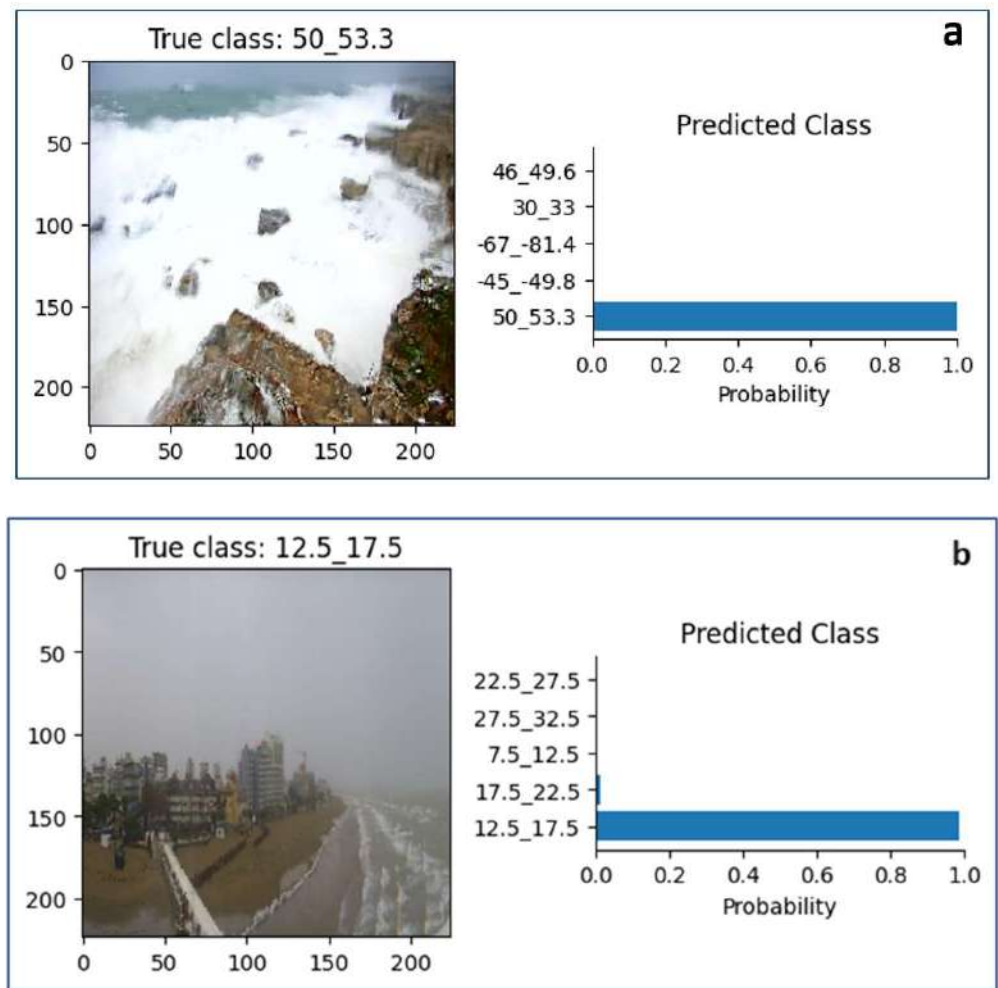 a
True class: 50_53.3
0
50
100
150
200
0 50 100 150 200
Predicted Class
46_49.6
30_33
-67_-81.4
-45_-49.8
50_53.3
0.0 0.2 0.4 0.6 0.8 1.0
Probability
b
True class: 12.5_17.5
0
50
100
150
200
0 50 100 150 200
Predicted Class
22.5_27.5
27.5_32.5
7.5_12.5
17.5_22.5
12.5_17.5
0.0 0.2 0.4 0.6 0.8 1.0
Probability